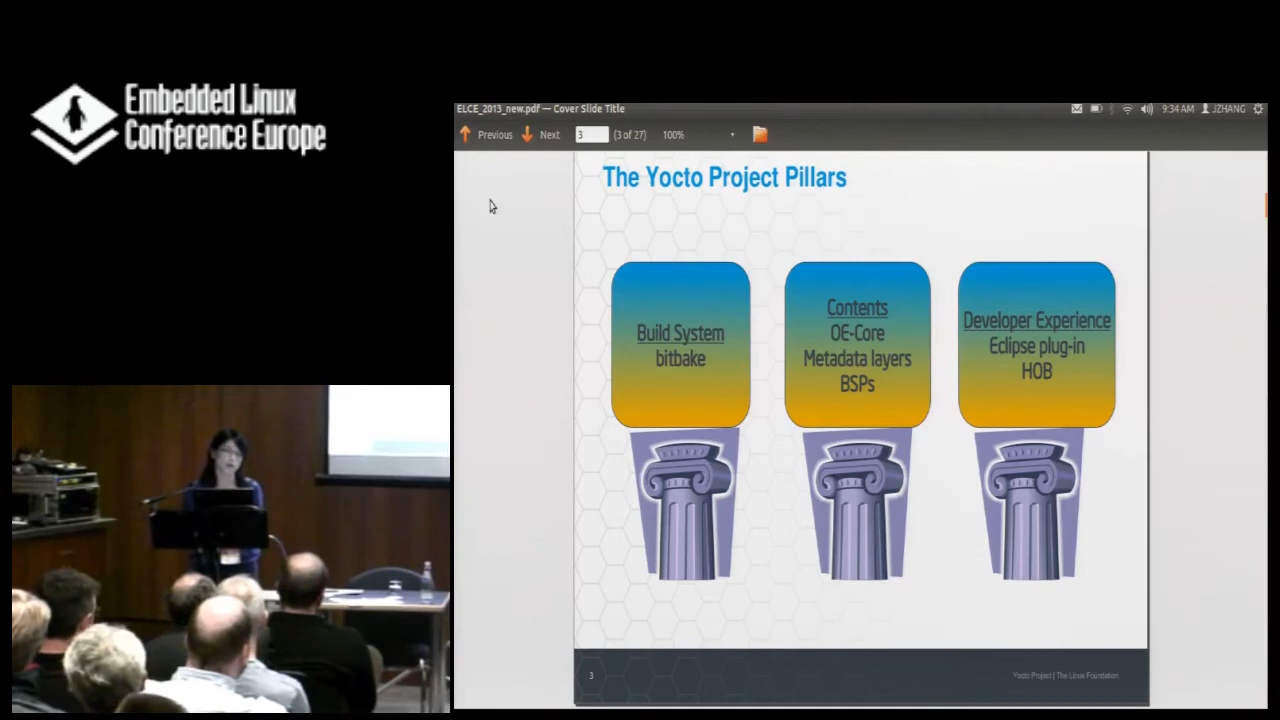 Embedded Linux
Conference Europe
ELCE_2013_new.pdf — Cover Slide Title
9:34 AM JZHANG
Previous Next 3 (3 of 27) 100%
The Yocto Project Pillars
Build System
bitbake
Contents
OE-Core
Metadata layers
BSPs
Developer Experience
Eclipse plug-in
HOB
3
Yocto Project | The Linux Foundation